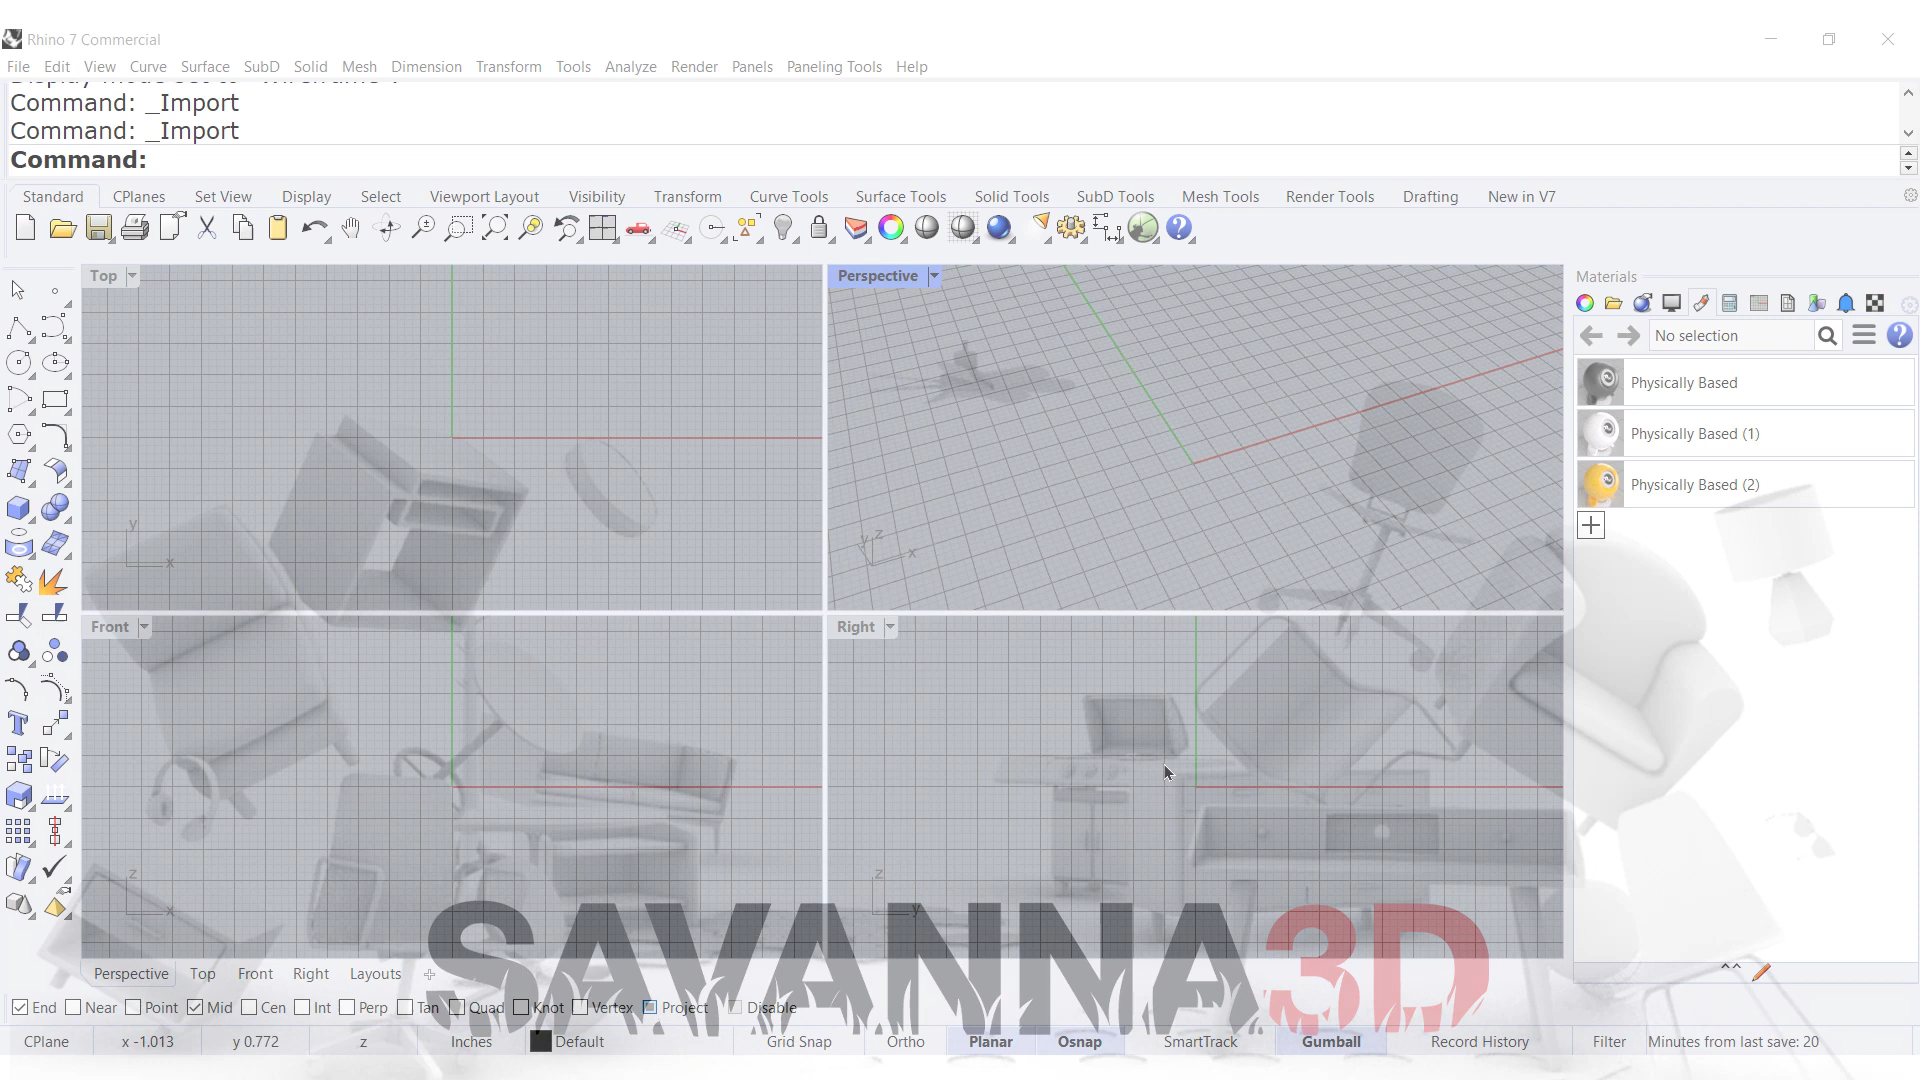 Rhino 7 Commercial
File Edit View Curve Surface SubD Solid Mesh Dimension Transform Tools Analyze Render Panels Paneling Tools Help
Command: _Import
Command: _Import
Command:
Standard CPlanes Set View Display Select Viewport Layout Visibility Transform Curve Tools Surface Tools Solid Tools SubD Tools Mesh Tools Render Tools Drafting New in V7
Top
Perspective
Materials
No selection
Physically Based
Physically Based (1)
Physically Based (2)
y
x
z
y
x
Front
Right
z
x
z
y
SAVANNA3D
Perspective Top Front Right Layouts
End Near Point Mid Cen Int Perp Tan Quad Knot Vertex Project Disable
CPlane x -1.013 y 0.772 z Inches Default Grid Snap Ortho Planar Osnap SmartTrack Gumball Record History Filter Minutes from last save: 20